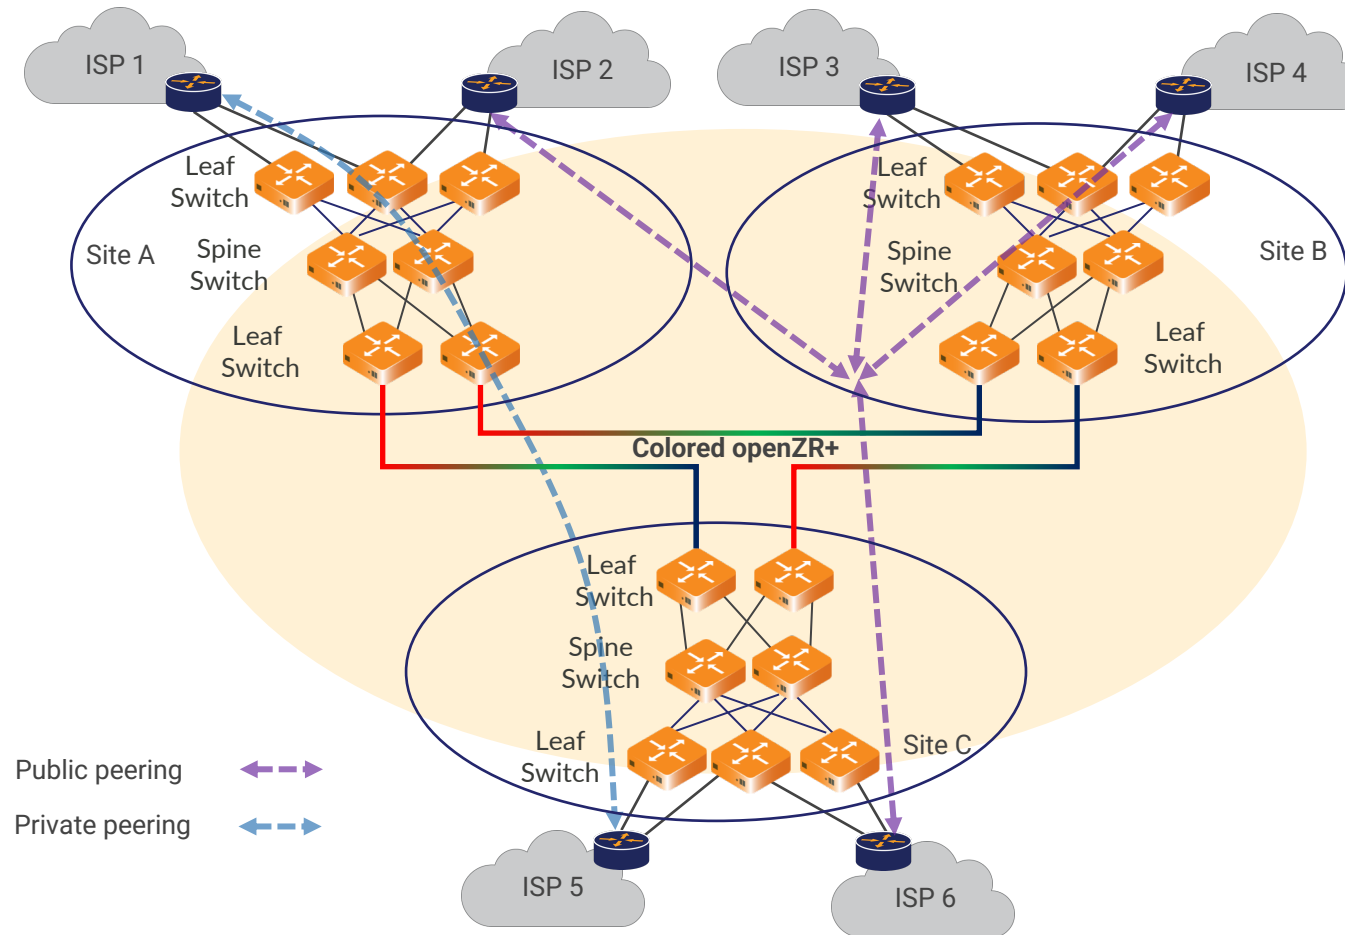 ISP 1
ISP 2
ISP 3
ISP 4
Leaf
Switch
Leaf
Switch
Site A
Spine
Switch
Spine
Switch
Site B
Leaf
Switch
Leaf
Switch
Colored openZR+
Leaf
Switch
Spine
Switch
Leaf
Switch
Site C
Public peering
Private peering
ISP 5
ISP 6